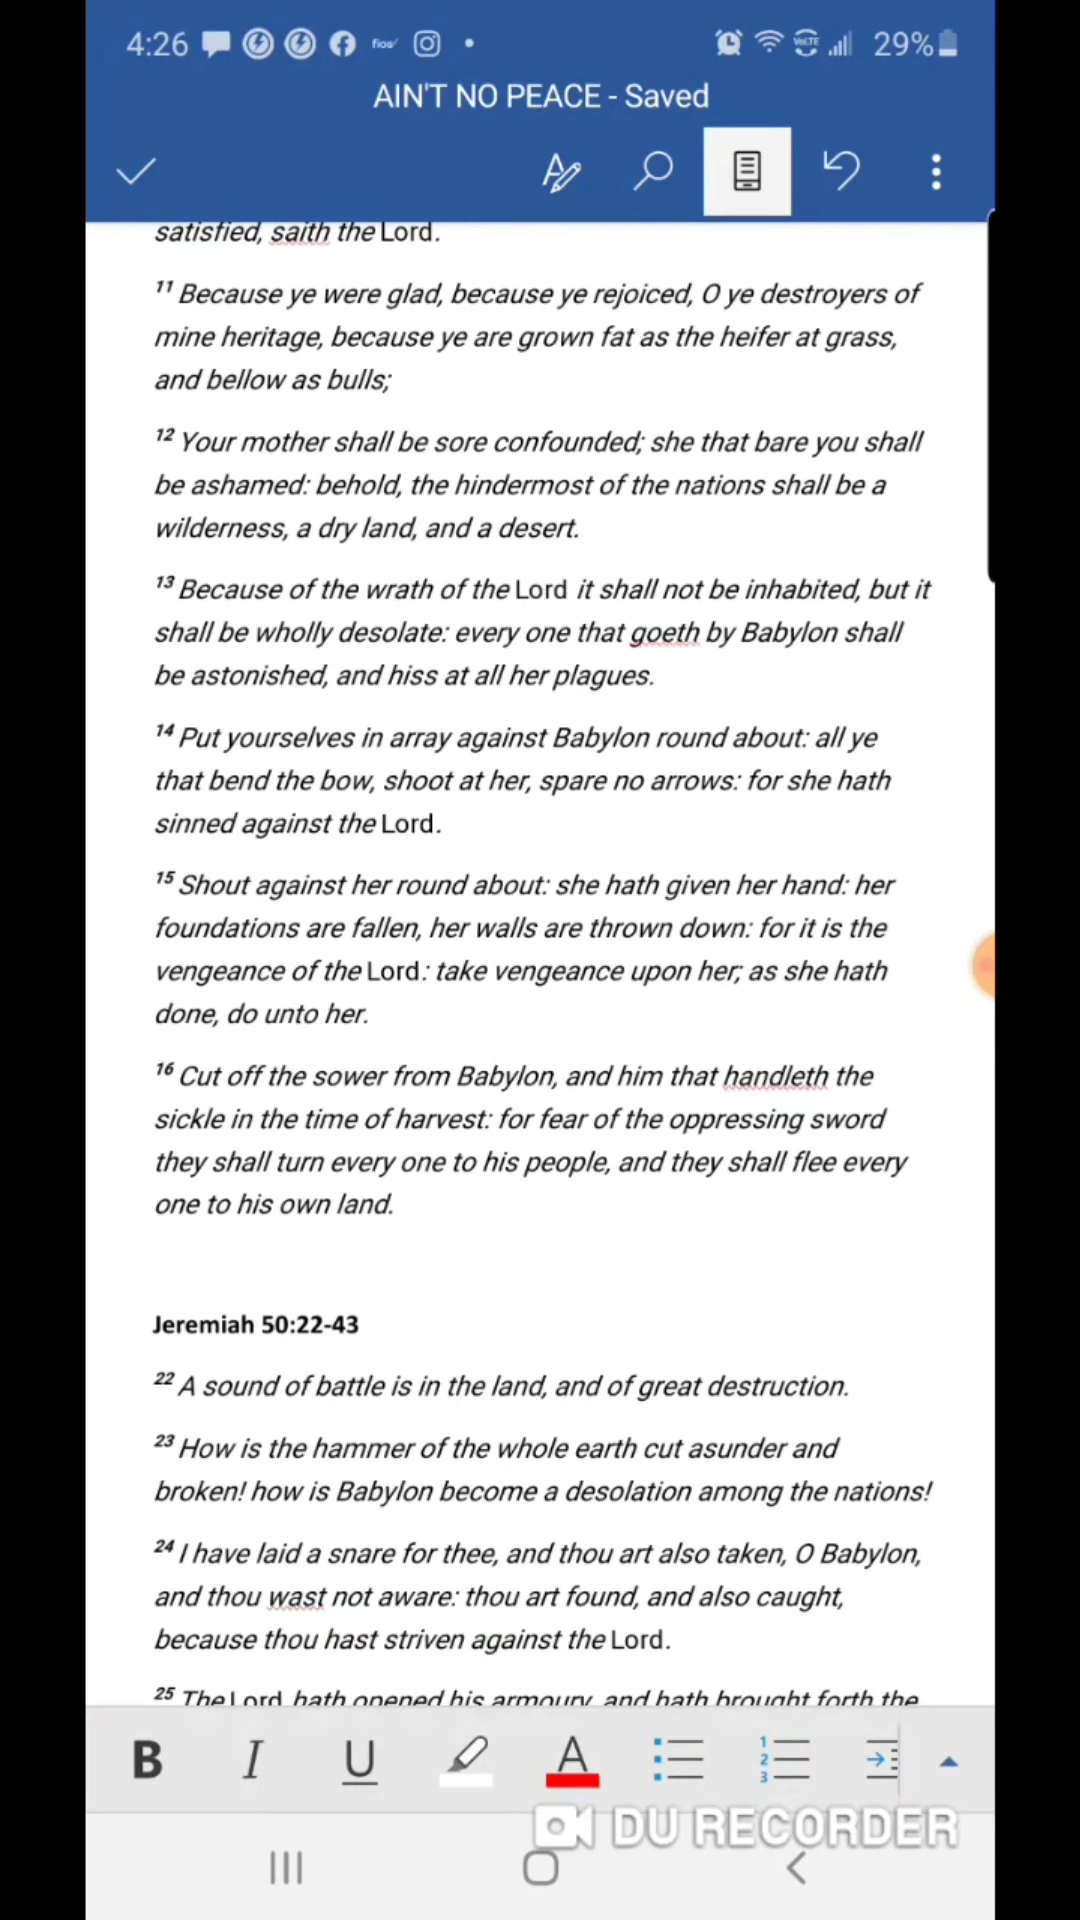 4:26 fios VoLTE 29%
AIN'T NO PEACE - Saved
satisfied, saith the Lord.
11 Because ye were glad, because ye rejoiced, O ye destroyers of
mine heritage, because ye are grown fat as the heifer at grass,
and bellow as bulls;
12 Your mother shall be sore confounded; she that bare you shall
be ashamed: behold, the hindermost of the nations shall be a
wilderness, a dry land, and a desert.
13 Because of the wrath of the Lord it shall not be inhabited, but it
shall be wholly desolate: every one that goeth by Babylon shall
be astonished, and hiss at all her plagues.
14 Put yourselves in array against Babylon round about: all ye
that bend the bow, shoot at her, spare no arrows: for she hath
sinned against the Lord.
15 Shout against her round about: she hath given her hand: her
foundations are fallen, her walls are thrown down: for it is the
vengeance of the Lord: take vengeance upon her; as she hath
done, do unto her.
16 Cut off the sower from Babylon, and him that handleth the
sickle in the time of harvest: for fear of the oppressing sword
they shall turn every one to his people, and they shall flee every
one to his own land.
Jeremiah 50:22-43
22 A sound of battle is in the land, and of great destruction.
23 How is the hammer of the whole earth cut asunder and
broken! how is Babylon become a desolation among the nations!
24 I have laid a snare for thee, and thou art also taken, O Babylon,
and thou wast not aware: thou art found, and also caught,
because thou hast striven against the Lord.
25 The Lord hath opened his armoury, and hath brought forth the
B I U A 1 2 3
DU RECORDER